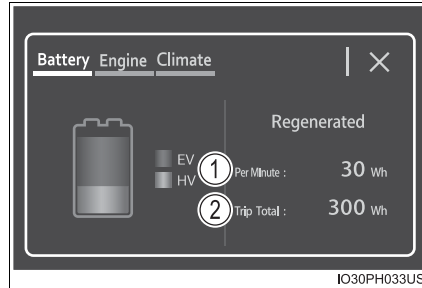 Battery Engine Climate
Regenerated
EV
HV
1 Per Minute : 30 Wh
2 Trip Total : 300 Wh
IO30PH033US